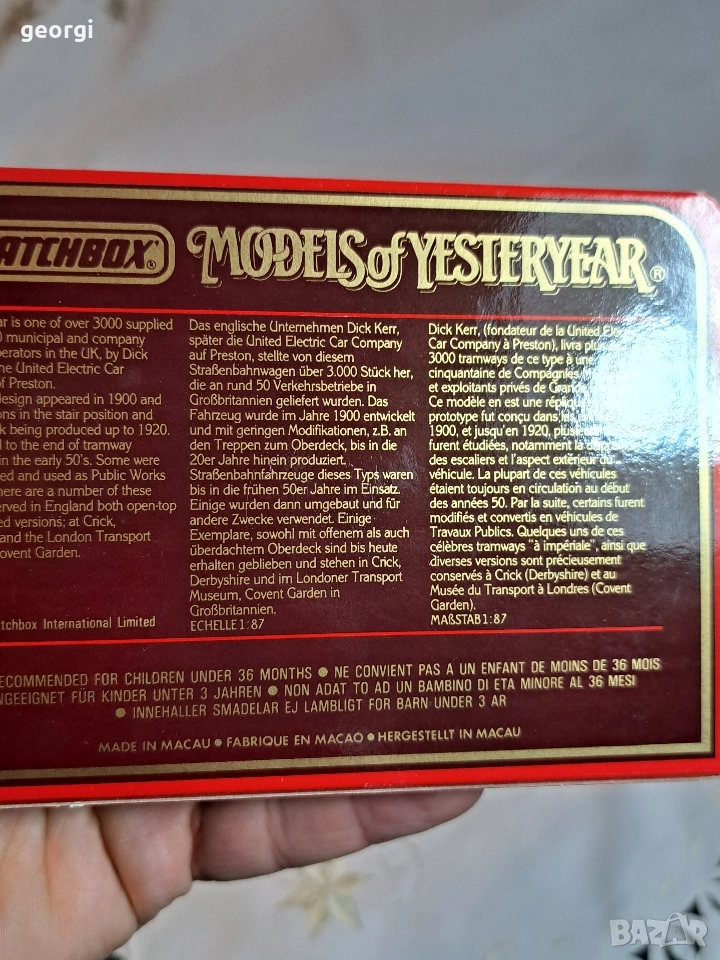 georgi
ATCHBOX® MODELS of YESTERYEAR®
ar is one of over 3000 supplied
0 municipal and company
perators in the UK, by Dick
he United Electric Car
of Preston.
design appeared in 1900 and
ons in the stair position and
k being produced up to 1920.
d to the end of tramway
in the early 50's. Some were
ed and used as Public Works
here are a number of these
erved in England both open-top
ed versions; at Crick,
and the London Transport
Covent Garden.
tchbox International Limited
Das englische Unternehmen Dick Kerr,
später die United Electric Car Company
auf Preston, stellte von diesem
Straßenbahnwagen über 3.000 Stück her,
die an rund 50 Verkehrsbetriebe in
Großbritannien geliefert wurden. Das
Fahrzeug wurde im Jahre 1900 entwickelt
und mit geringen Modifikationen, z.B. an
den Treppen zum Oberdeck, bis in die
20er Jahre hinein produziert.
Straßenbahnfahrzeuge dieses Typs waren
bis in die frühen 50er Jahre im Einsatz.
Einige wurden dann umgebaut und für
andere Zwecke verwendet. Einige
Exemplare, sowohl mit offenem als auch
überdachtem Oberdeck sind bis heute
erhalten geblieben und stehen in Crick,
Derbyshire und im Londoner Transport
Museum, Covent Garden in
Großbritannien.
ECHELLE 1:87
Dick Kerr, (fondateur de la United Ele
Car Company à Preston), livra plus
3000 tramways de ce type à une
cinquantaine de Compagnies
et exploitants privés de Grande
Ce modèle en est une réplique
prototype fut conçu dans les
1900, et jusqu'en 1920, plusie
furent étudiées, notamment la
des escaliers et l'aspect extérieur du
véhicule. La plupart de ces véhicules
étaient toujours en circulation au début
des années 50. Par la suite, certains furent
modifiés et convertis en véhicules de
Travaux Publics. Quelques uns de ces
célèbres tramways "à impériale", ainsi que
diverses versions sont précieusement
conservés à Crick (Derbyshire) et au
Musée du Transport à Londres (Covent
Garden).
MAßSTAB 1:87
ECOMMENDED FOR CHILDREN UNDER 36 MONTHS ● NE CONVIENT PAS A UN ENFANT DE MOINS DE 36 MOIS
NGEEIGNET FÜR KINDER UNTER 3 JAHREN ● NON ADAT TO AD UN BAMBINO DI ETA MINORE AL 36 MESI
● INNEHALLER SMADELAR EJ LAMBLIGT FOR BARN UNDER 3 AR
MADE IN MACAU ● FABRIQUE EN MACAO ● HERGESTELLT IN MACAU
BAZAR